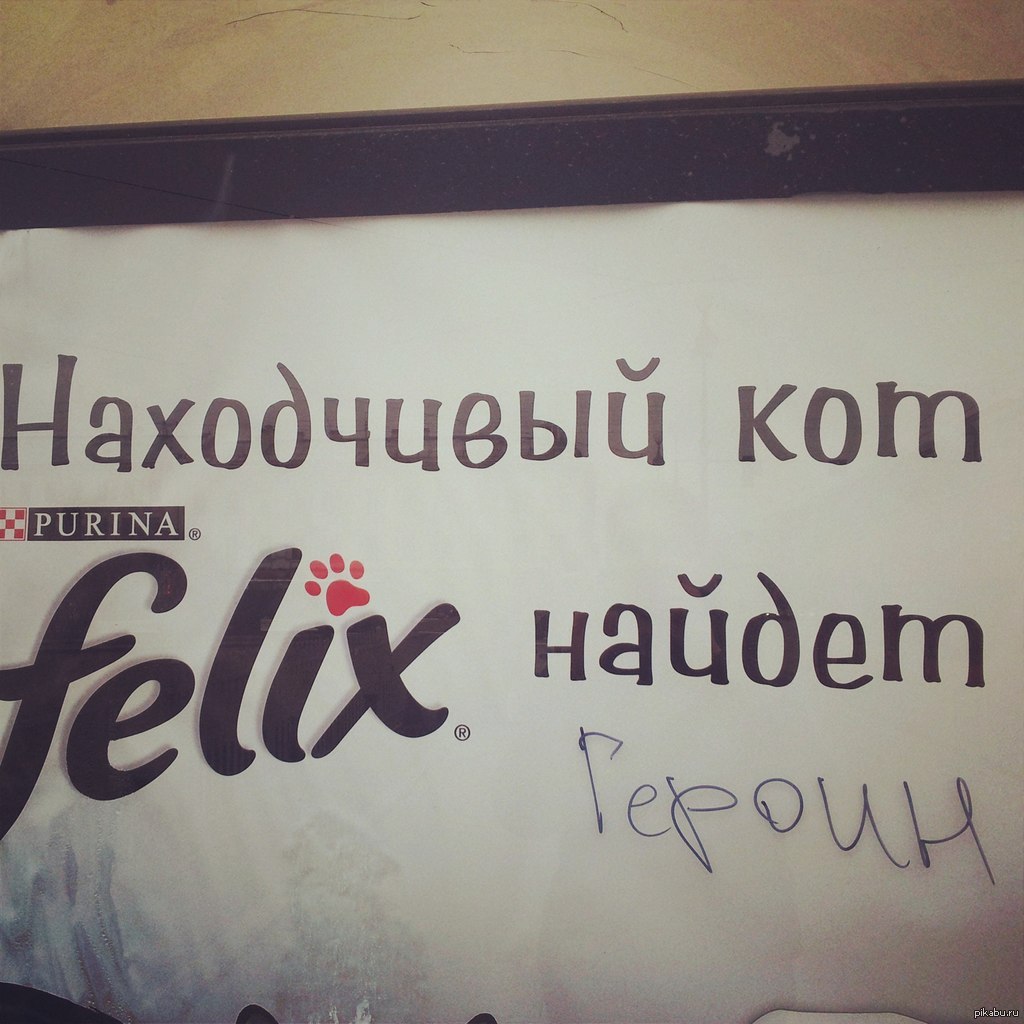 Находчивый кот
PURINA®
felix® найдет
Героин
pikabu.ru